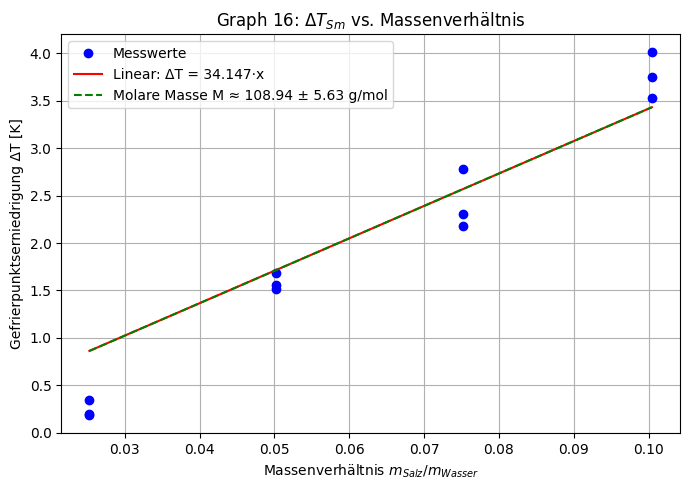 Graph 16: ΔT_Sm vs. Massenverhältnis
Messwerte
Linear: ΔT = 34.147·x
Molare Masse M ≈ 108.94 ± 5.63 g/mol
Gefrierpunktserniedrigung ΔT [K]
4.0
3.5
3.0
2.5
2.0
1.5
1.0
0.5
0.0
0.03 0.04 0.05 0.06 0.07 0.08 0.09 0.10
Massenverhältnis m_Salz/m_Wasser